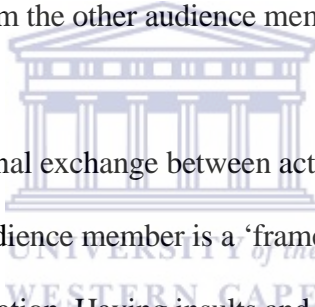 m the other audience mem
nal exchange between act
dience member is a ‘frame
UNIVERSITY of the
WESTERN CAPE
ation. Having insults and